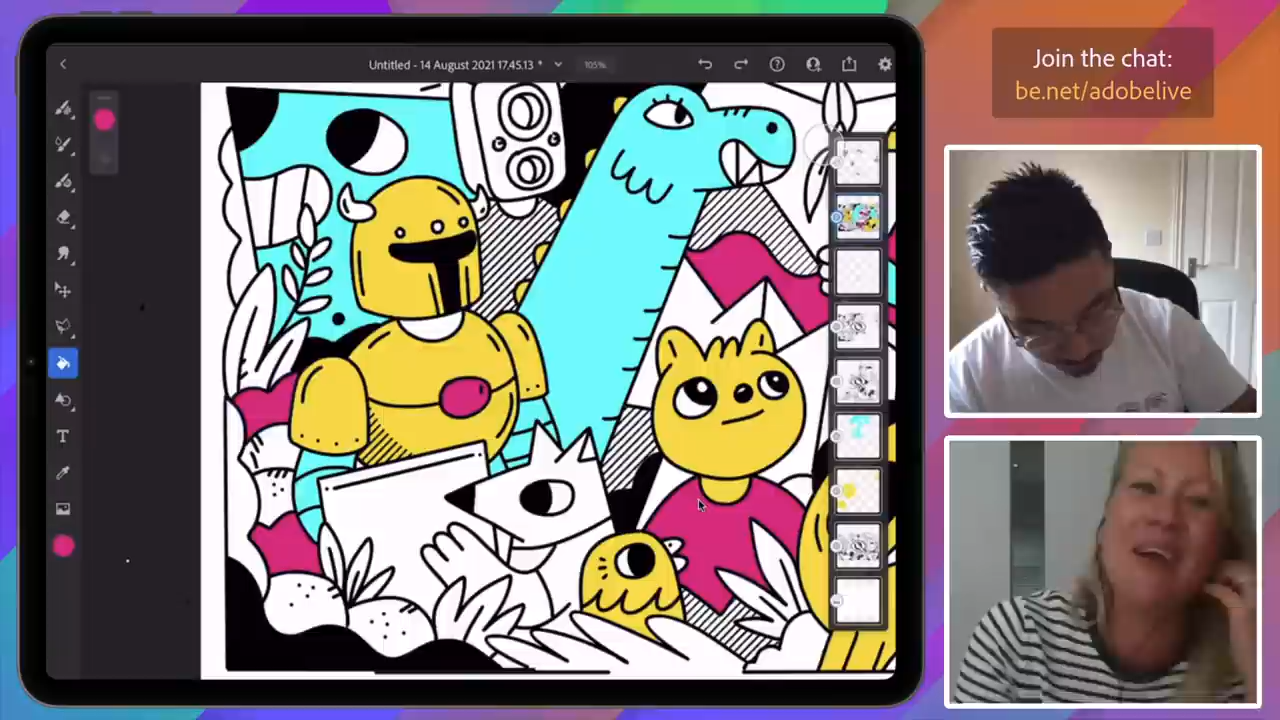 Untitled - 14 August 2021 17.45.13 *
105%
Join the chat:
be.net/adobelive
T